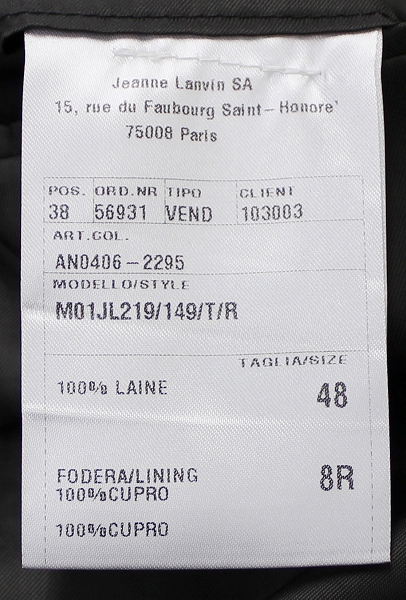 Jeanne Lanvin SA
15, rue du Faubourg Saint-Honore'
75008 Paris
POS. ORD.NR TIPO CLIENT
38 56931 VEND 103003
ART.COL.
AN0406-2295
MODELLO/STYLE
M01JL219/149/T/R
TAGLIA/SIZE
100% LAINE 48
FODERA/LINING 8R
100%CUPRO
100%CUPRO